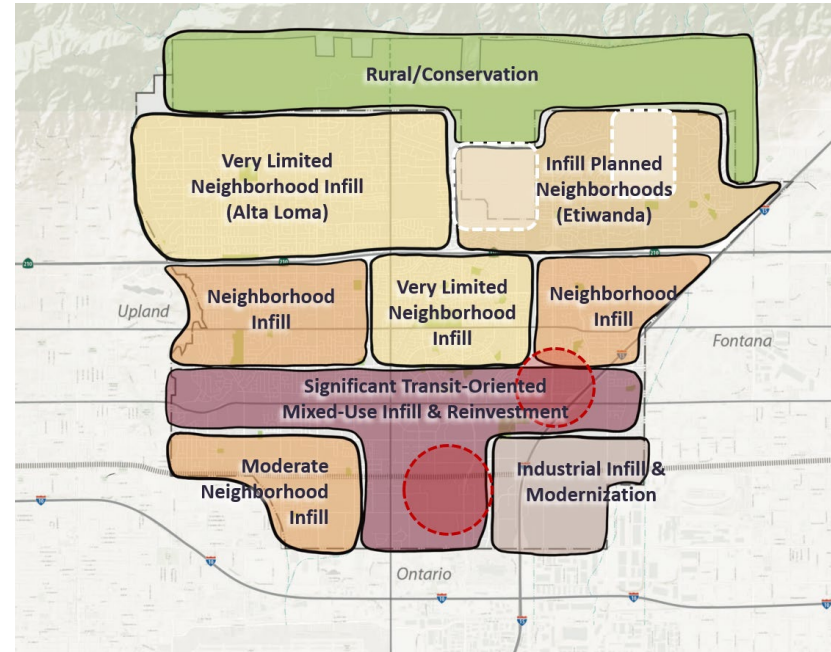 Rural/Conservation
Very Limited
Neighborhood Infill
(Alta Loma)
Infill Planned
Neighborhoods
(Etiwanda)
210
Upland
Neighborhood
Infill
Very Limited
Neighborhood
Infill
Neighborhood
Infill
Fontana
Significant Transit-Oriented
Mixed-Use Infill & Reinvestment
Moderate
Neighborhood
Infill
Industrial Infill &
Modernization
Ontario